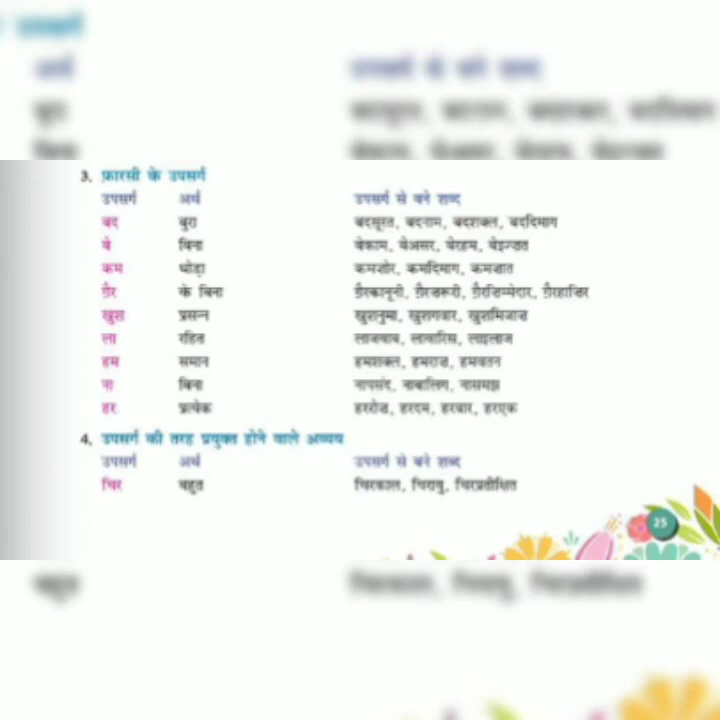 3. फ़ारसी के उपसर्ग
उपसर्ग अर्थ उपसर्ग से बने शब्द
बद बुरा बदसूरत, बदनाम, बदशक्ल, बददिमाग
बे बिना बेकाम, बेअसर, बेरहम, बेइज्जत
कम थोड़ा कमजोर, कमदिमाग, कमजात
ग़ैर के बिना ग़ैरकानूनी, ग़ैरजरूरी, ग़ैरजिम्मेदार, ग़ैरहाजिर
खुश प्रसन्न खुशनुमा, खुशगवार, खुशमिजाज
ला रहित लाजवाब, लावारिस, लाइलाज
हम समान हमशक्ल, हमराज, हमवतन
ना बिना नापसंद, नाबालिग, नासमझ
हर प्रत्येक हररोज, हरदम, हरबार, हरएक
4. उपसर्ग की तरह प्रयुक्त होने वाले अव्यय
उपसर्ग अर्थ उपसर्ग से बने शब्द
चिर बहुत चिरकाल, चिरायु, चिरप्रतीक्षित
25